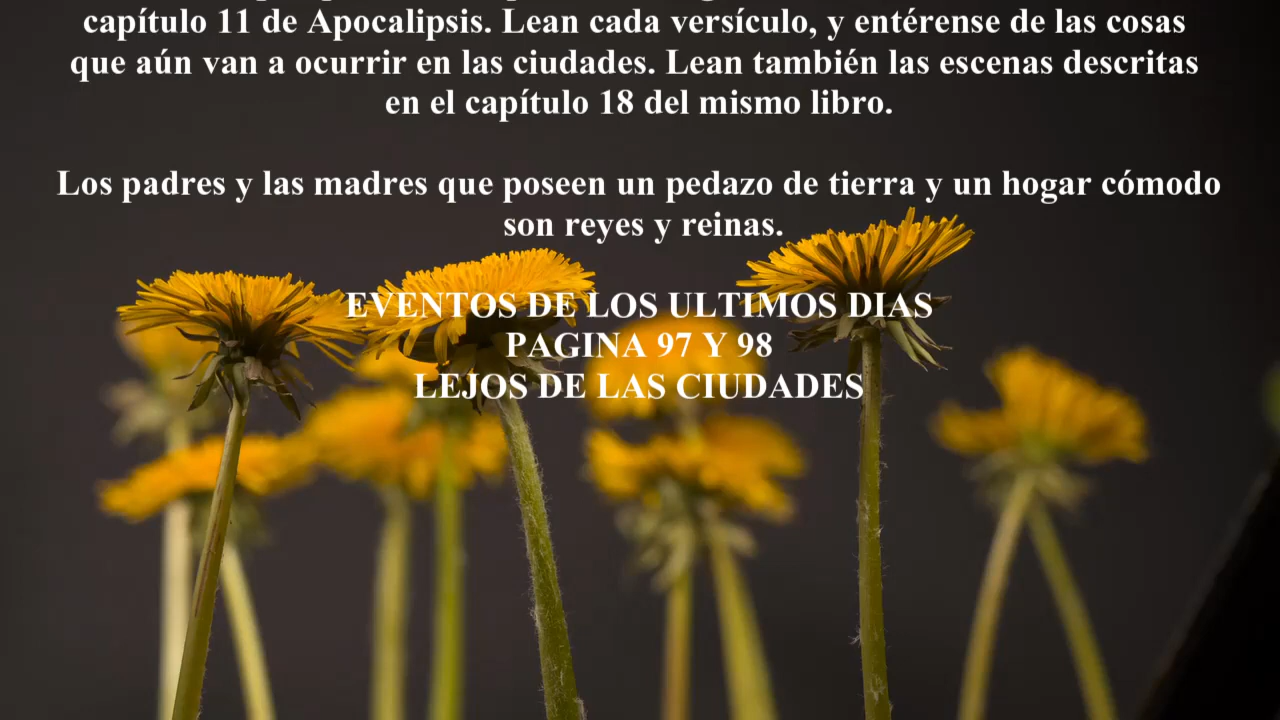 capítulo 11 de Apocalipsis. Lean cada versículo, y entérense de las cosas
que aún van a ocurrir en las ciudades. Lean también las escenas descritas
en el capítulo 18 del mismo libro.
Los padres y las madres que poseen un pedazo de tierra y un hogar cómodo
son reyes y reinas.
EVENTOS DE LOS ULTIMOS DIAS
PAGINA 97 Y 98
LEJOS DE LAS CIUDADES